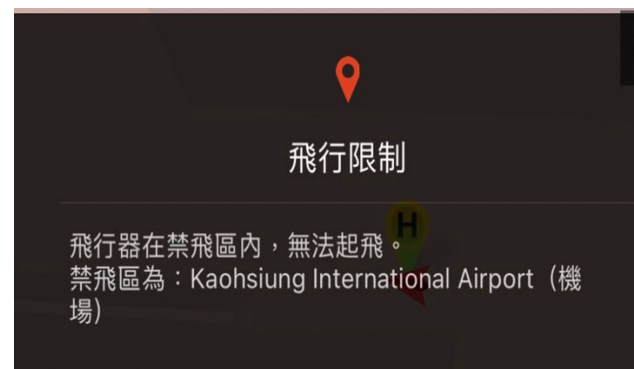 飛行限制
飛行器在禁飛區內，無法起飛。
禁飛區為：Kaohsiung International Airport（機
場）
H